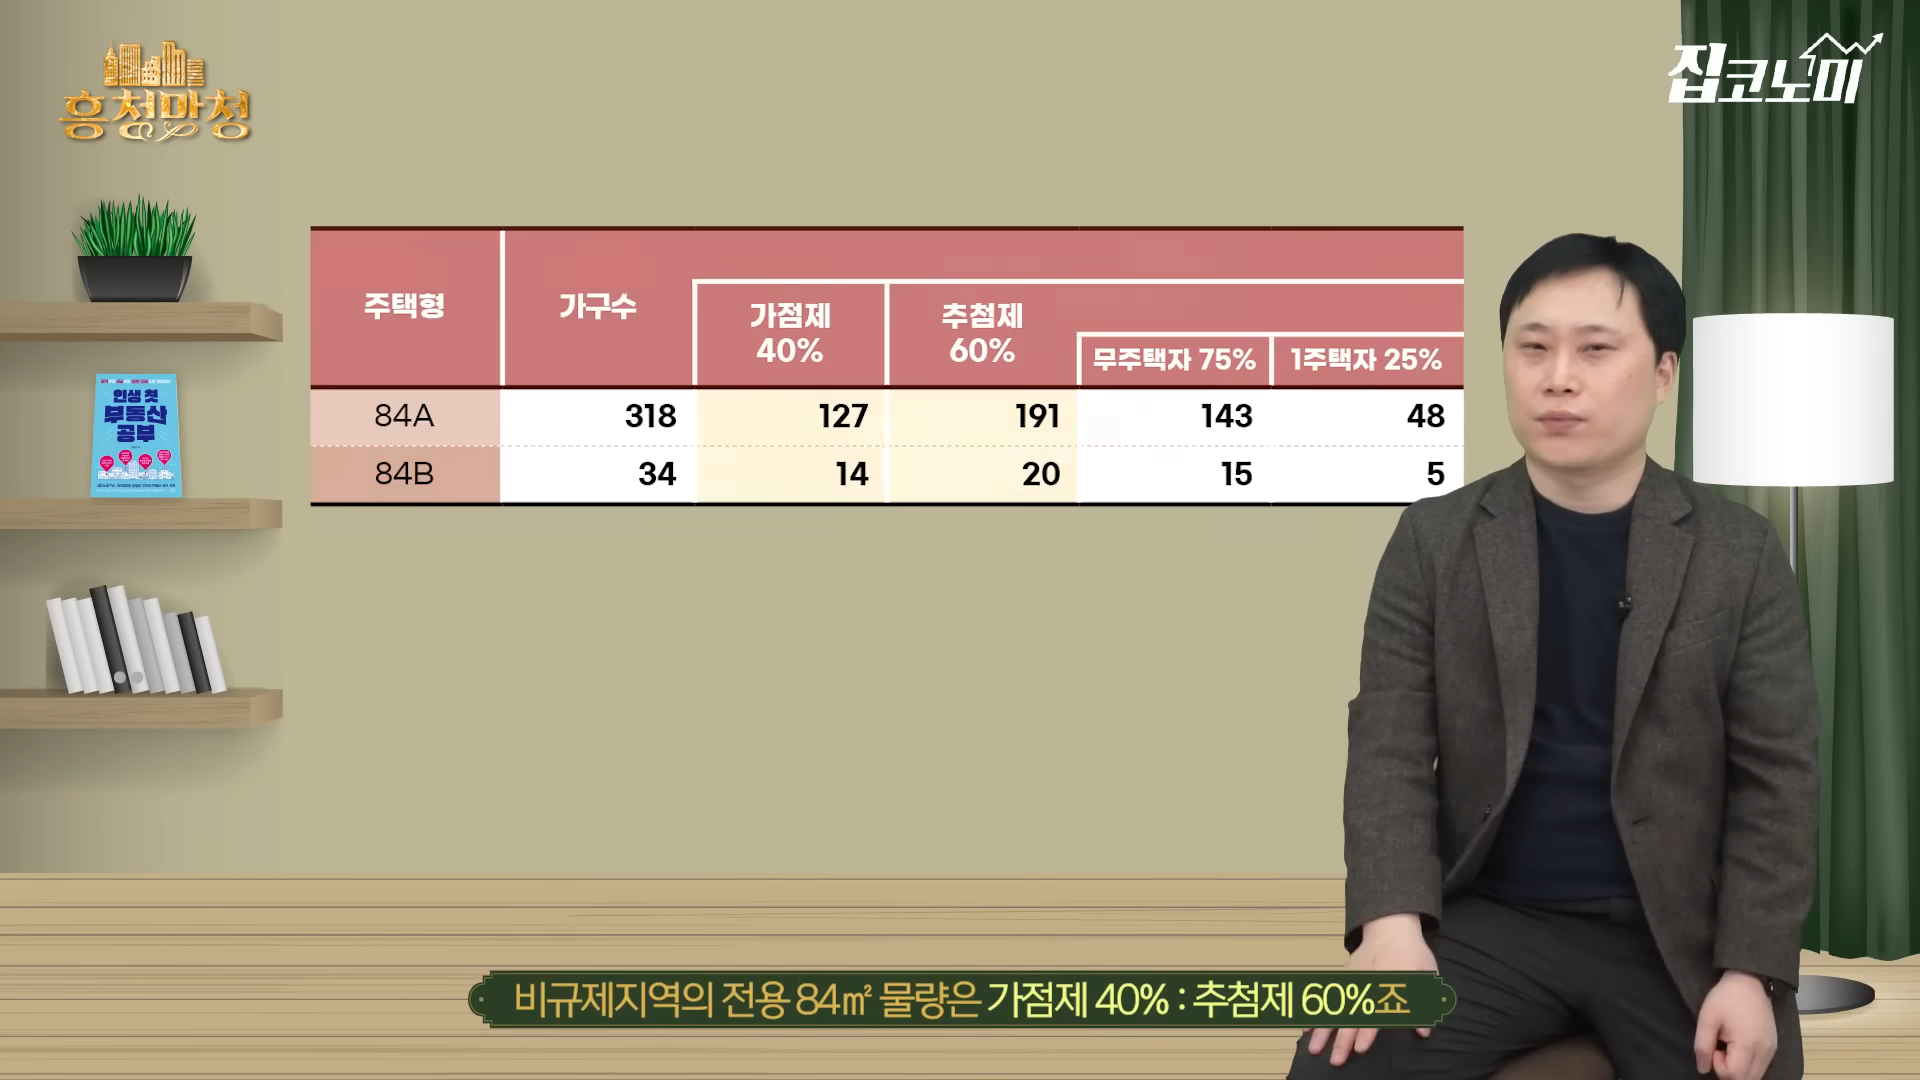 흥청망청
집코노미
인생 첫
부동산
공부
주택형 가구수 가점제 40% 추첨제 60% 무주택자 75% 1주택자 25%
84A 318 127 191 143 48
84B 34 14 20 15 5
비규제지역의 전용 84㎡ 물량은 가점제 40% : 추첨제 60%죠